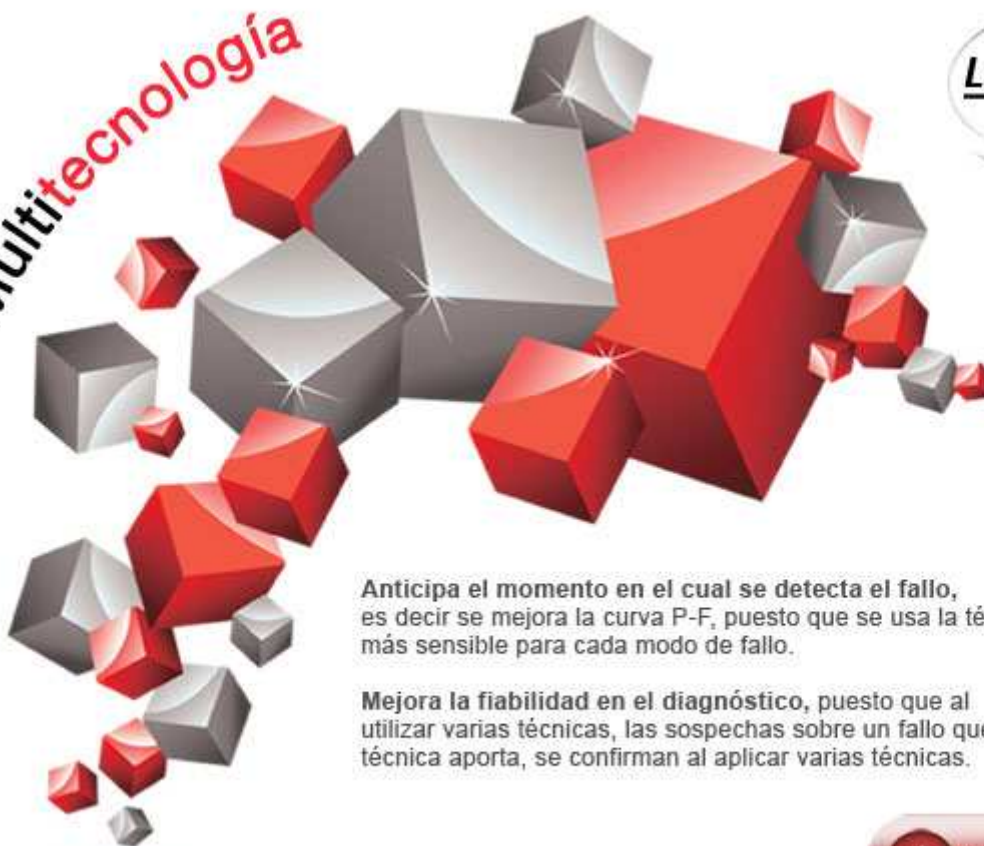 Multitecnología
L
Anticipa el momento en el cual se detecta el fallo,
es decir se mejora la curva P-F, puesto que se usa la
más sensible para cada modo de fallo.
Mejora la fiabilidad en el diagnóstico, puesto que al
utilizar varias técnicas, las sospechas sobre un fallo que
técnica aporta, se confirman al aplicar varias técnicas.